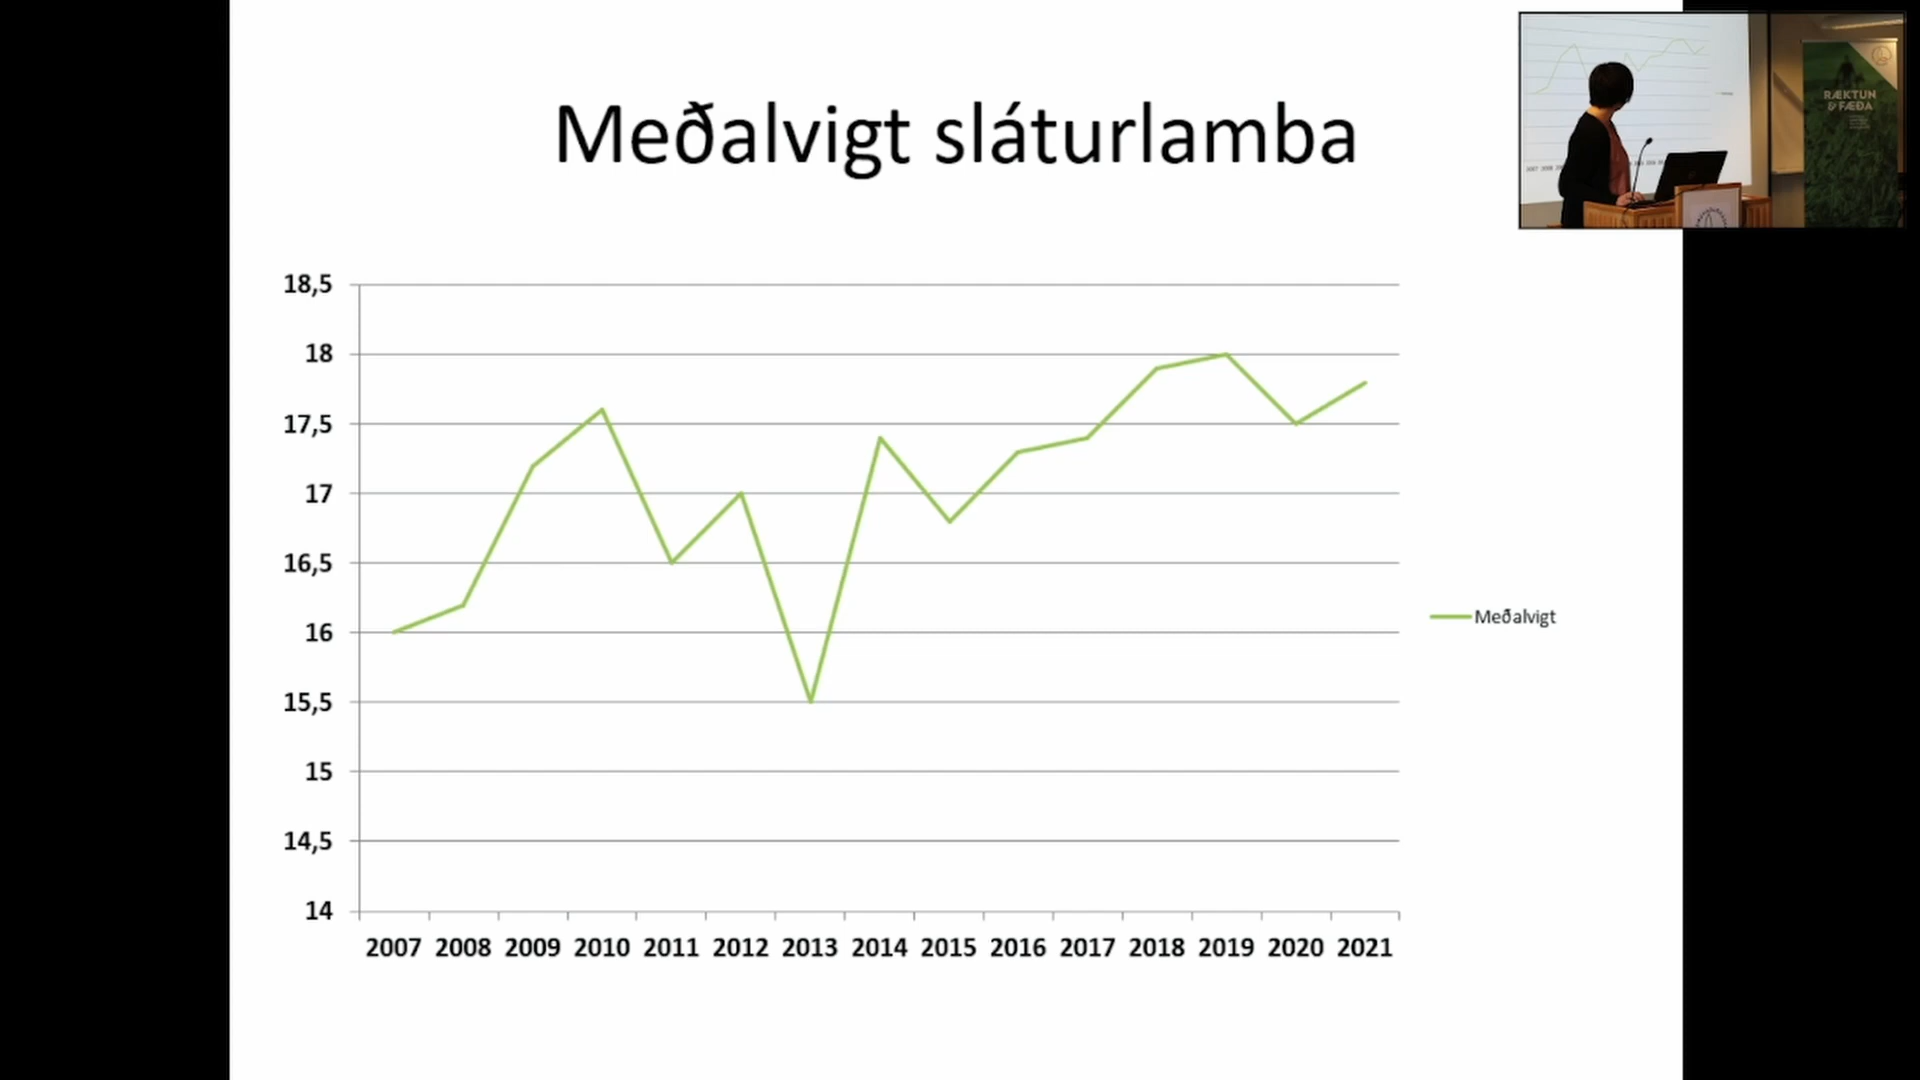 Meðalvigt sláturlamba
RÆKTUN
& FÆÐA
18,5
18
17,5
17
16,5
16
15,5
15
14,5
14
Meðalvigt
2007 2008 2009 2010 2011 2012 2013 2014 2015 2016 2017 2018 2019 2020 2021